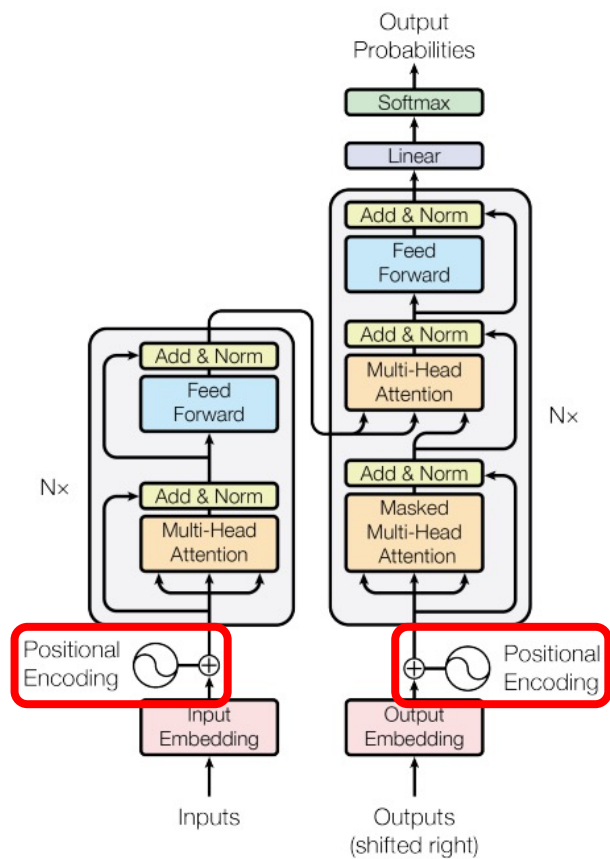 Output
Probabilities
Softmax
Linear
Add & Norm
Feed
Forward
Add & Norm
Multi-Head
Attention
Add & Norm
Masked
Multi-Head
Attention
Nx
Add & Norm
Feed
Forward
Nx
Add & Norm
Multi-Head
Attention
Positional
Encoding
Positional
Encoding
Input
Embedding
Output
Embedding
Inputs
Outputs
(shifted right)